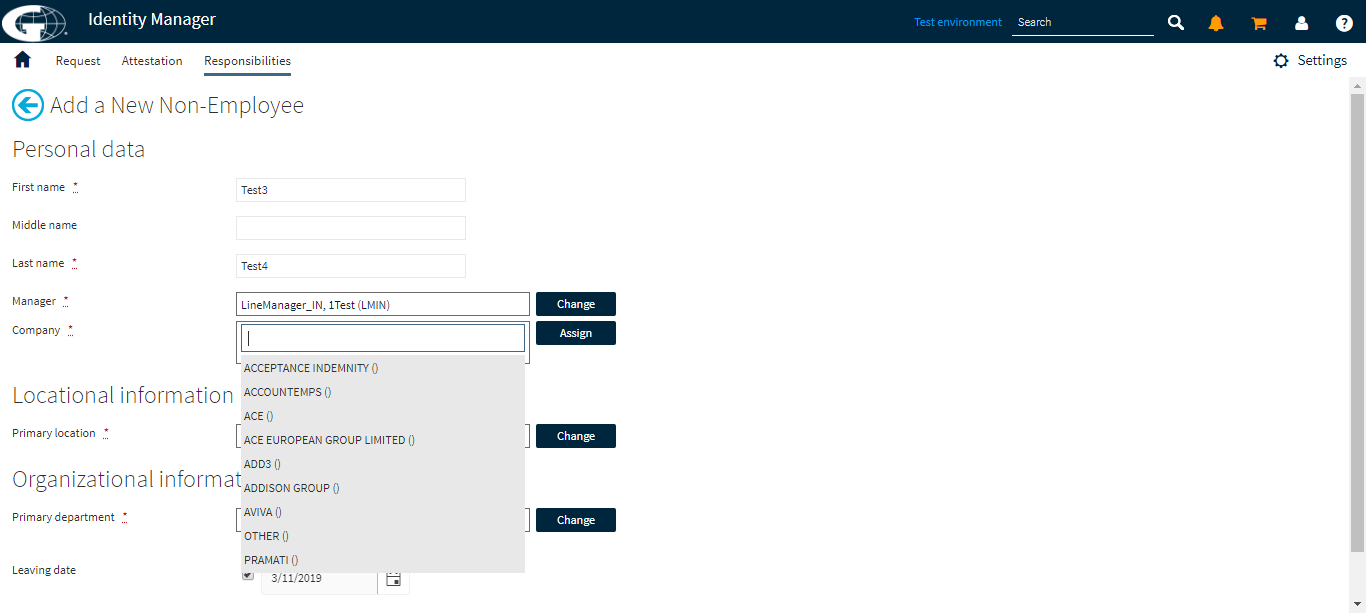 Identity Manager
Test environment
Search
Request Attestation Responsibilities
Settings
Add a New Non-Employee
Personal data
First name *
Test3
Middle name
Last name *
Test4
Manager *
LineManager_IN, 1Test (LMIN)
Change
Company *
Assign
ACCEPTANCE INDEMNITY ()
ACCOUNTEMPS ()
ACE ()
ACE EUROPEAN GROUP LIMITED ()
ADD3 ()
ADDISON GROUP ()
AVIVA ()
OTHER ()
PRAMATI ()
Locational information
Primary location *
Change
Organizational informat
Primary department *
Change
Leaving date
3/11/2019